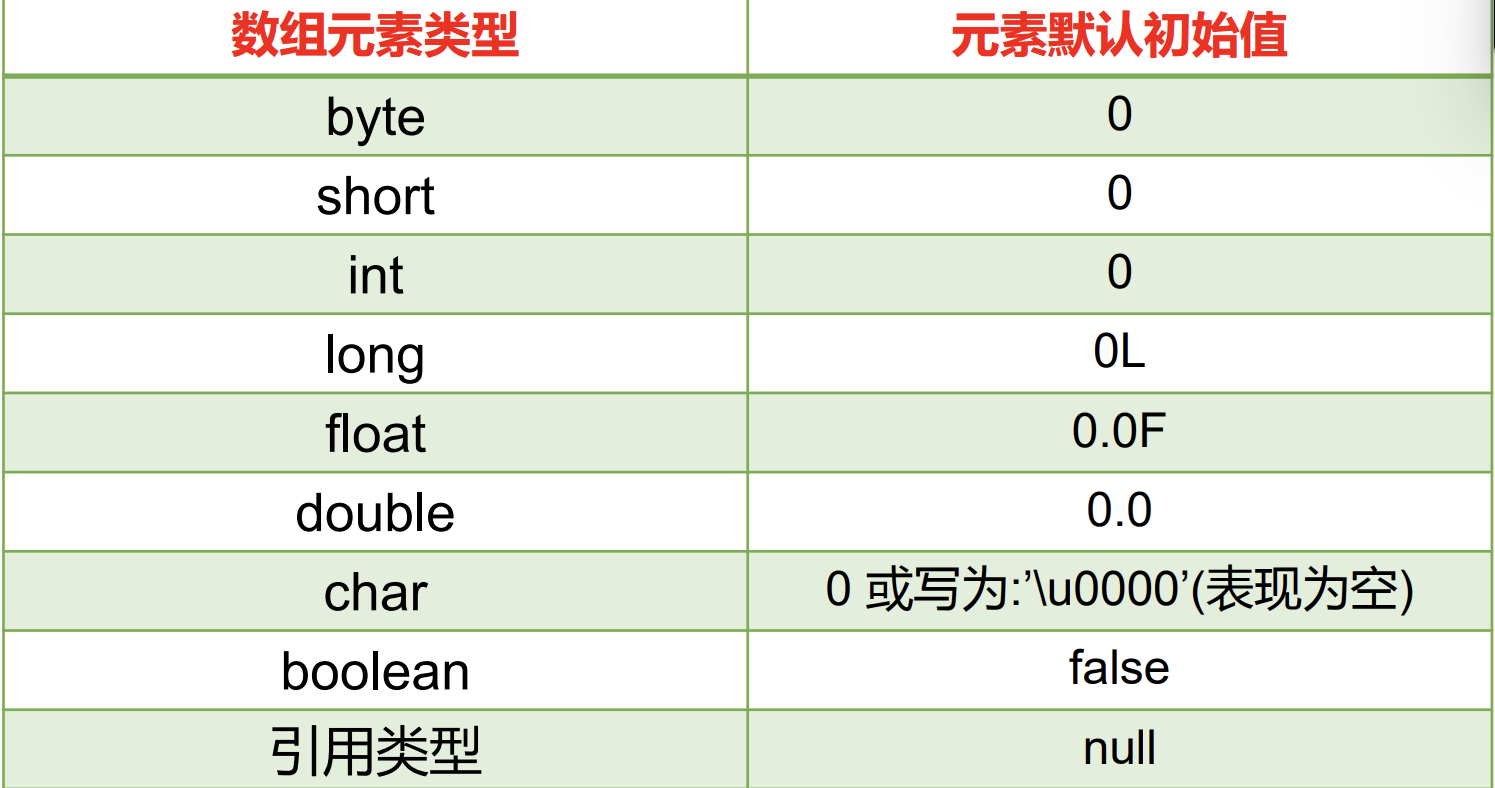 数组元素类型 元素默认初始值
byte 0
short 0
int 0
long 0L
float 0.0F
double 0.0
char 0 或写为:’\u0000’(表现为空)
boolean false
引用类型 null